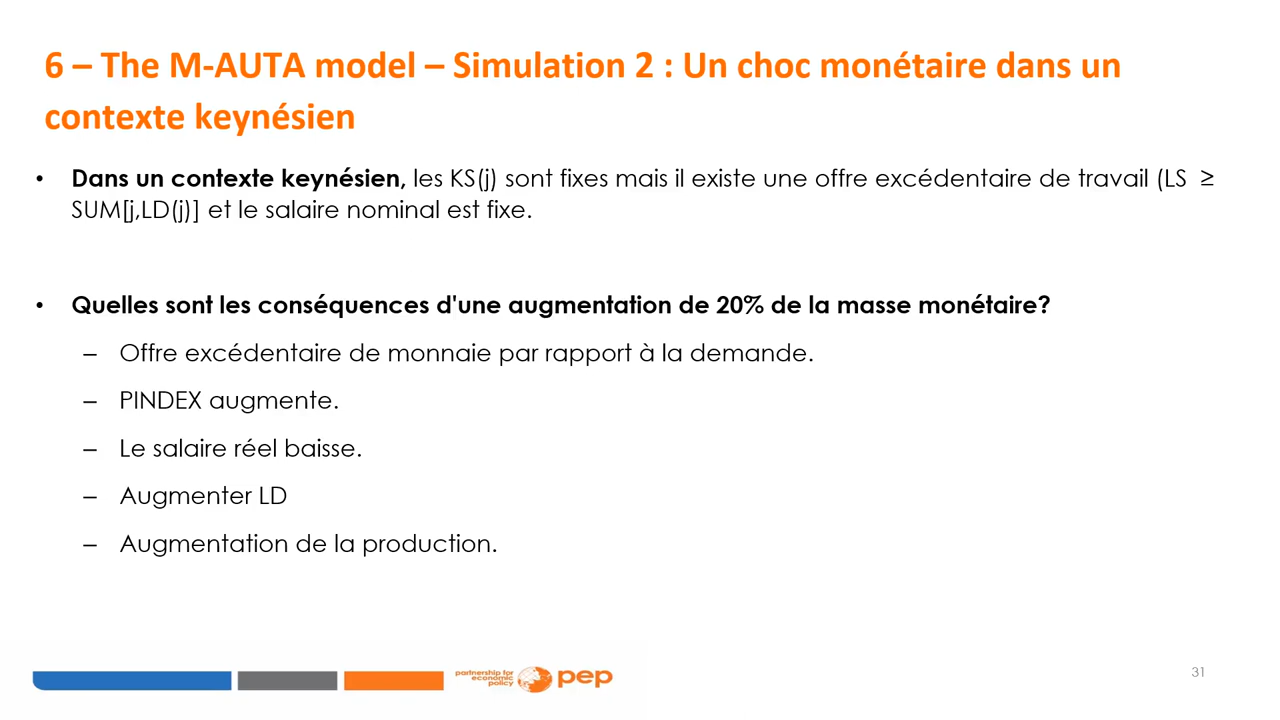 6 – The M-AUTA model – Simulation 2 : Un choc monétaire dans un
contexte keynésien
• Dans un contexte keynésien, les KS(j) sont fixes mais il existe une offre excédentaire de travail (LS ≥
SUM[j,LD(j)] et le salaire nominal est fixe.
• Quelles sont les conséquences d'une augmentation de 20% de la masse monétaire?
– Offre excédentaire de monnaie par rapport à la demande.
– PINDEX augmente.
– Le salaire réel baisse.
– Augmenter LD
– Augmentation de la production.
partnership for
economic
policy
pep
31